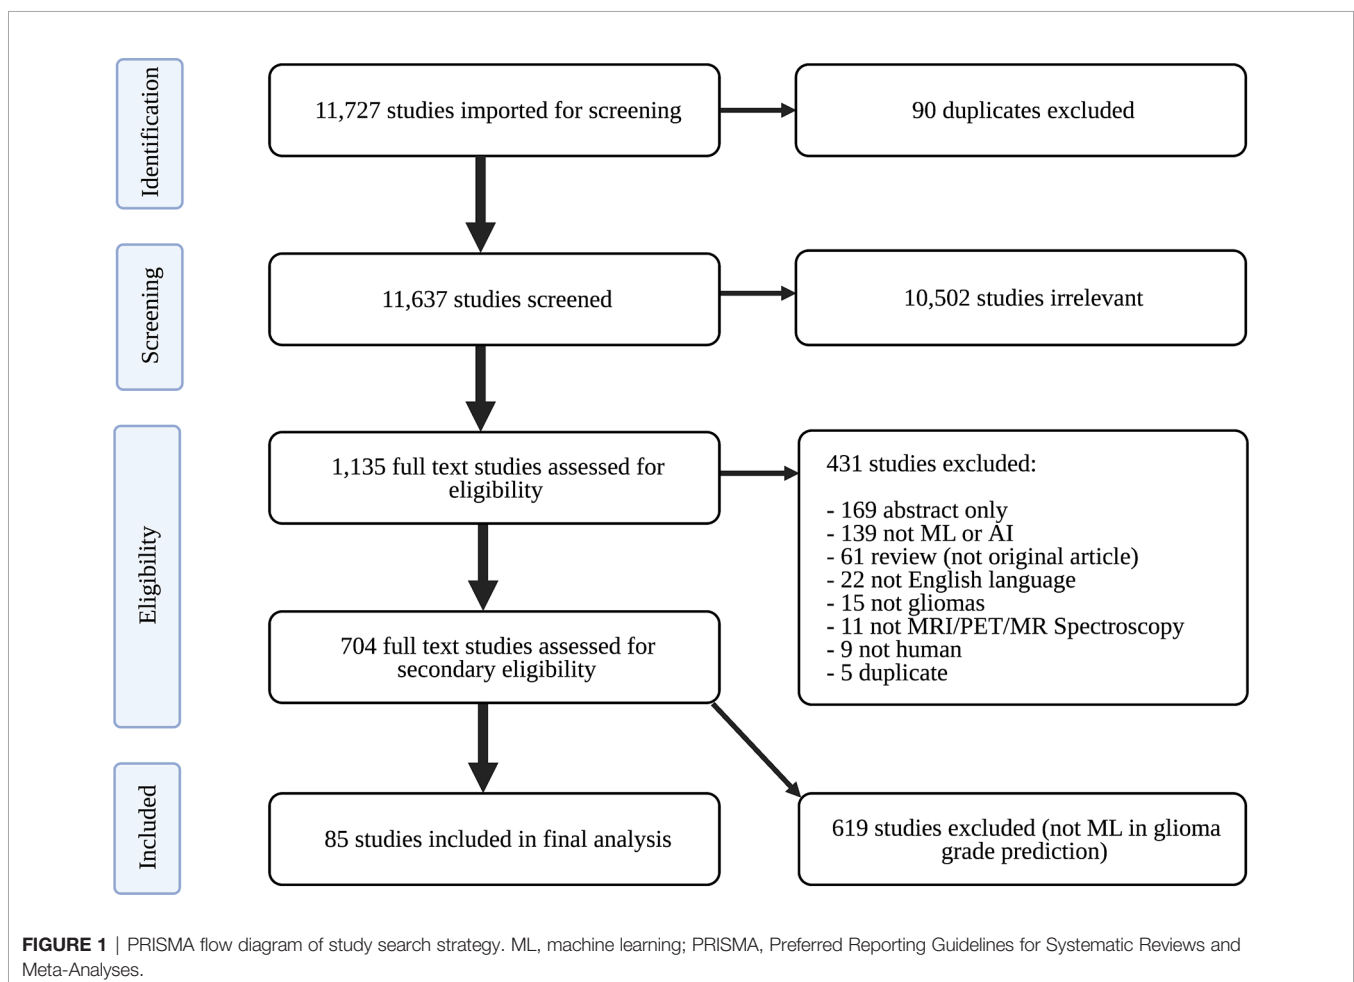 Identification
11,727 studies imported for screening
90 duplicates excluded
Screening
11,637 studies screened
10,502 studies irrelevant
Eligibility
1,135 full text studies assessed for
eligibility
431 studies excluded:
- 169 abstract only
- 139 not ML or AI
- 61 review (not original article)
- 22 not English language
- 15 not gliomas
- 11 not MRI/PET/MR Spectroscopy
- 9 not human
- 5 duplicate
704 full text studies assessed for
secondary eligibility
Included
85 studies included in final analysis
619 studies excluded (not ML in glioma
grade prediction)
FIGURE 1 | PRISMA flow diagram of study search strategy. ML, machine learning; PRISMA, Preferred Reporting Guidelines for Systematic Reviews and
Meta-Analyses.